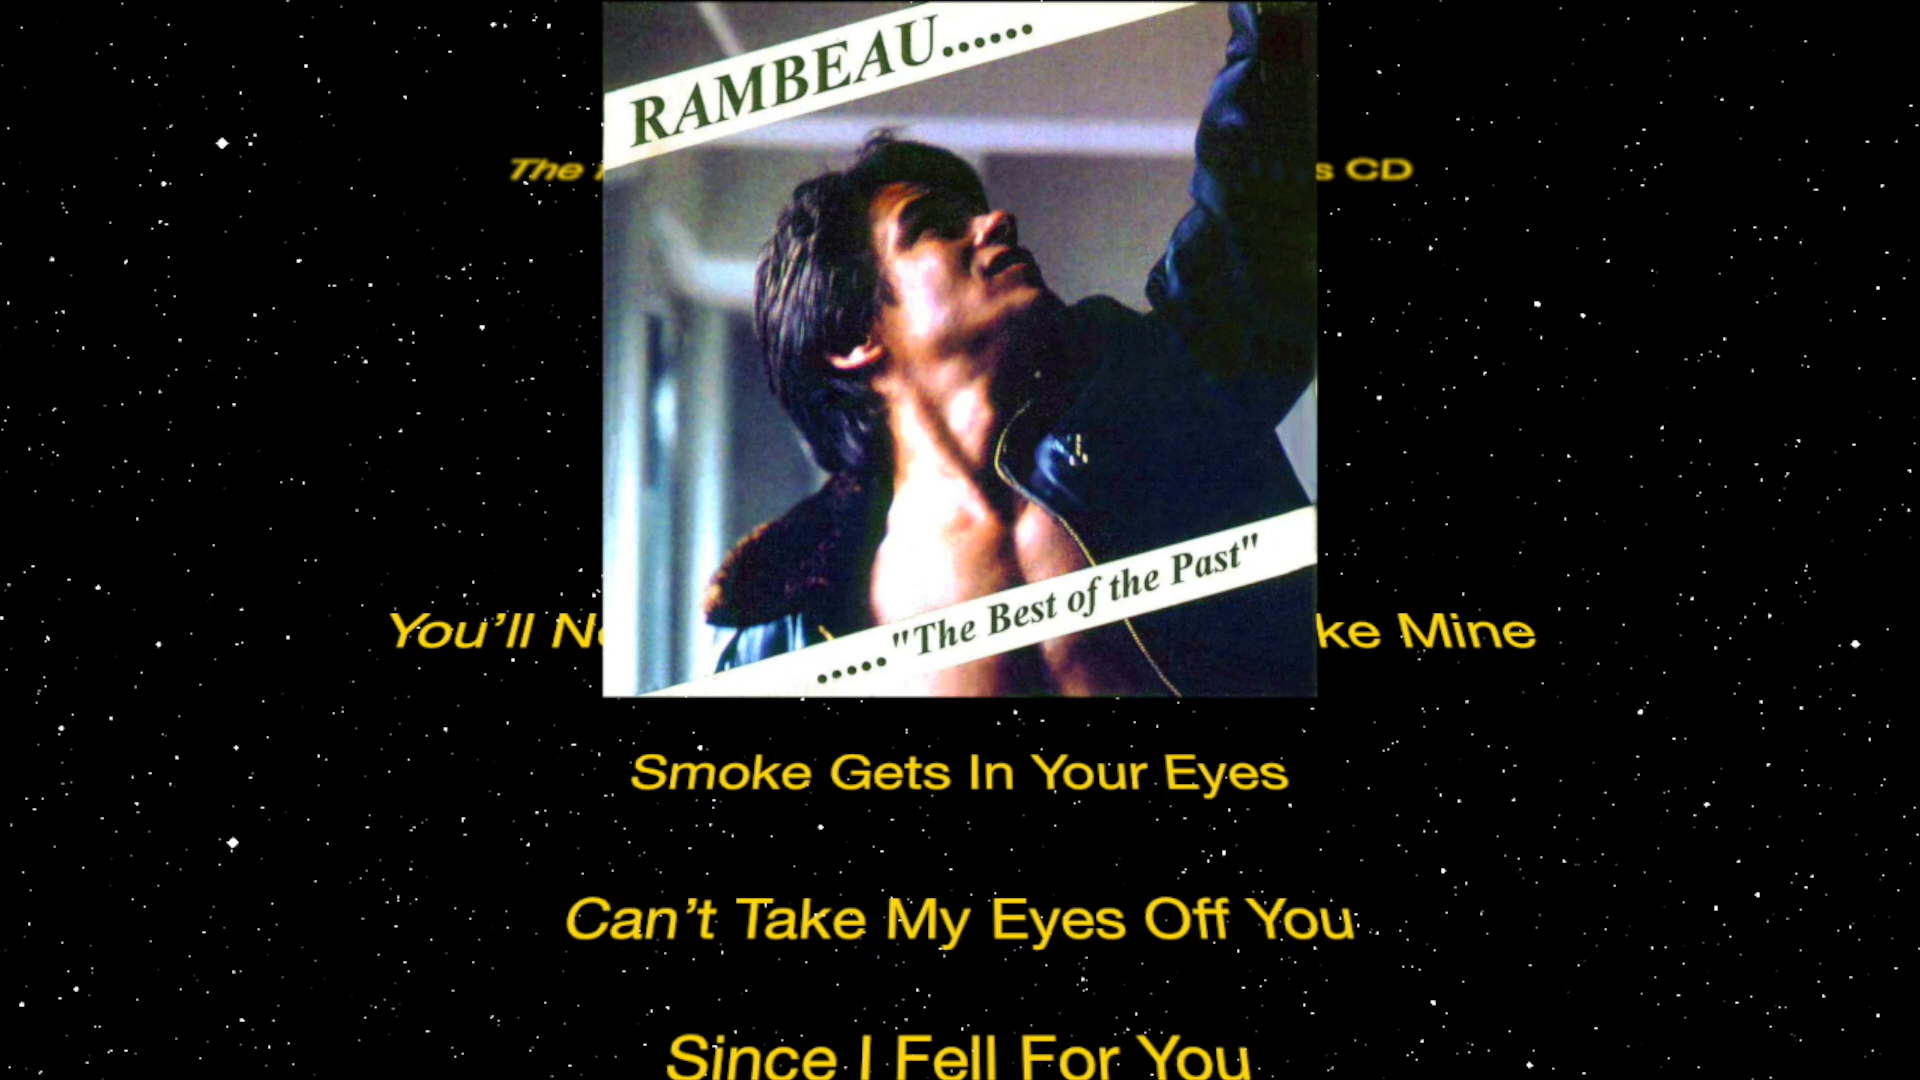 RAMBEAU......
The
s CD
....."The Best of the Past"
You’ll
ke Mine
Smoke Gets In Your Eyes
Can’t Take My Eyes Off You
Since I Fell For You